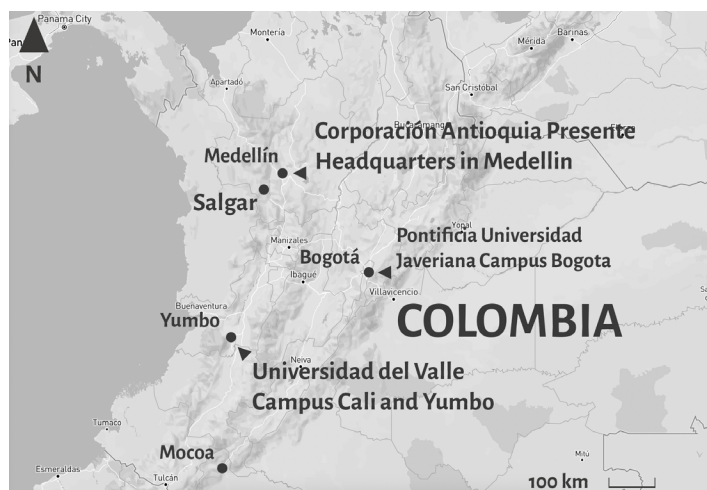 Panama City
N
Montería
Barinas
Mérida
Apartadó
San Cristóbal
Corporación Antioquia Presente
Medellín
Headquarters in Medellin
Salgar
Yopal
Pontificia Universidad
Manizales
Bogotá
Javeriana Campus Bogota
Ibagué
Villavicencio
Buenaventura
COLOMBIA
Yumbo
Neiva
Universidad del Valle
Campus Cali and Yumbo
Tumaco
Mocoa
Mitú
Esmeraldas
Tulcán
100 km